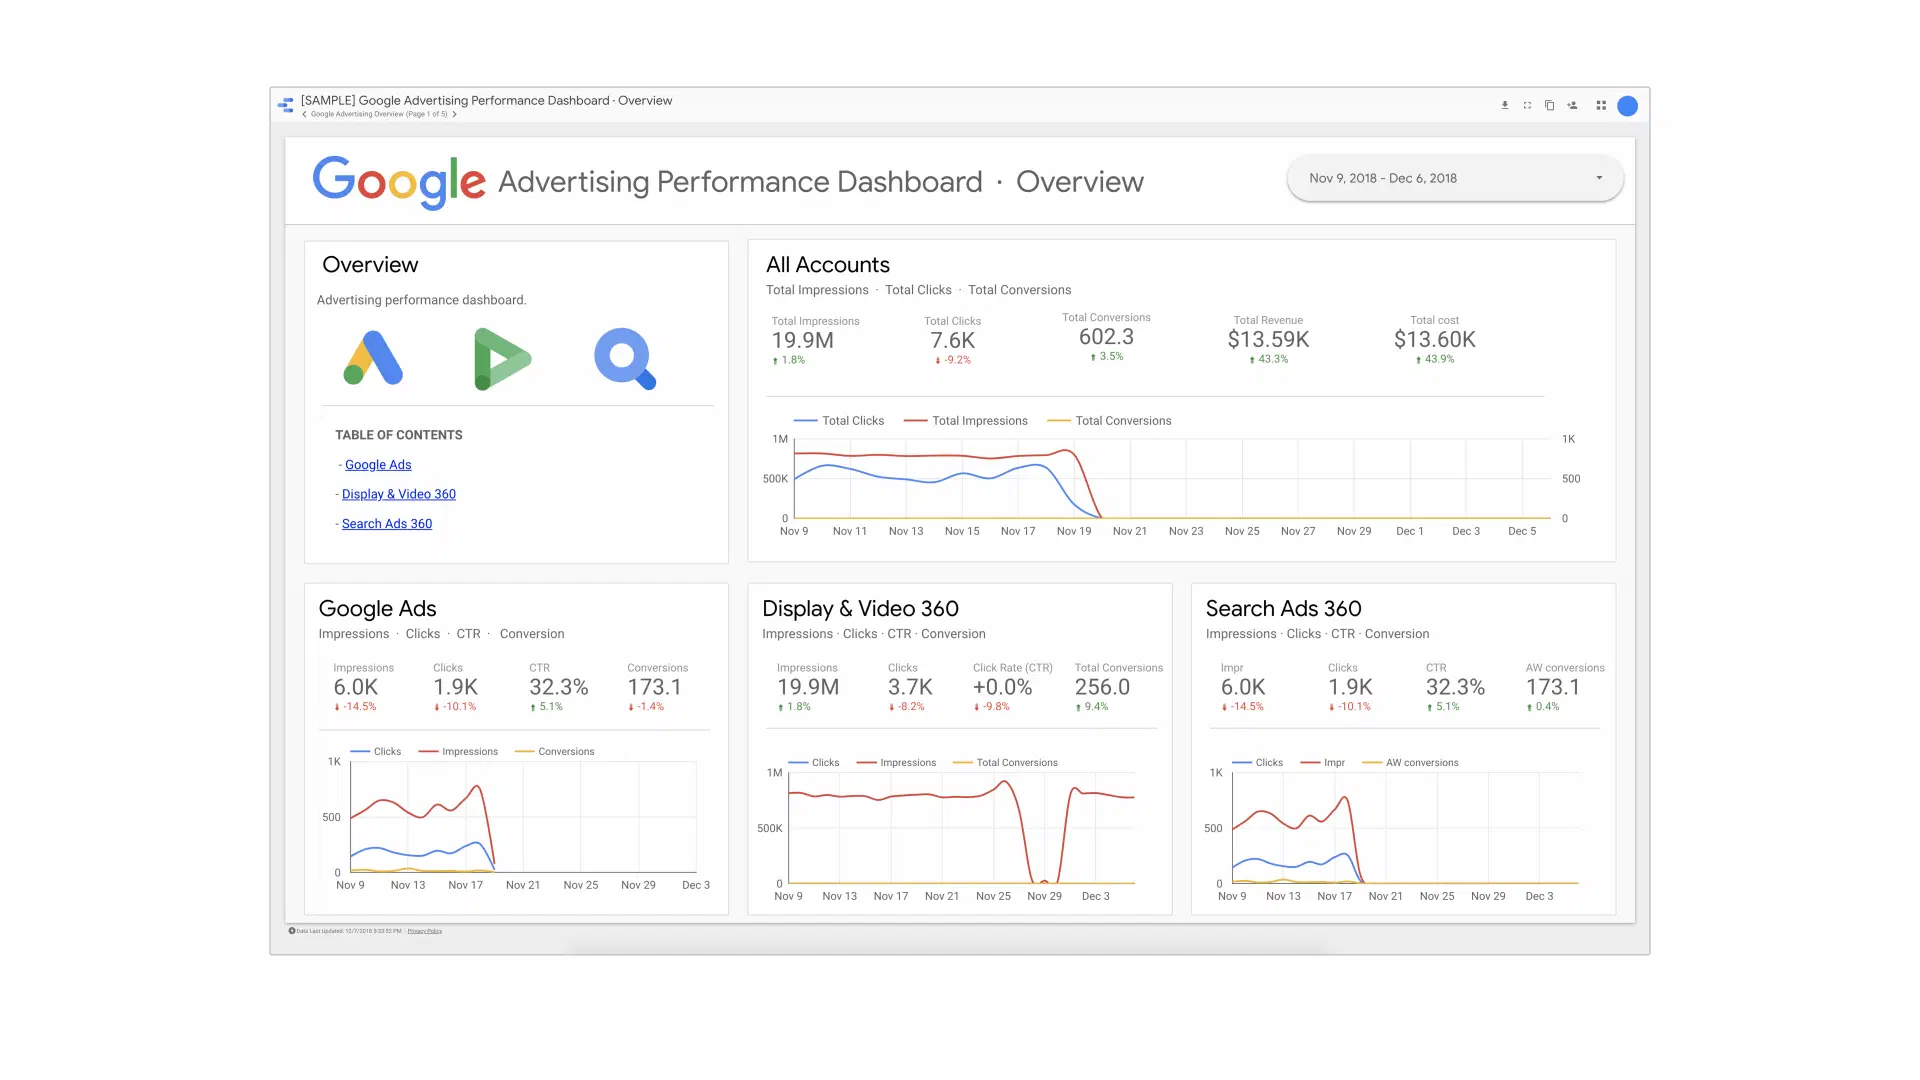 [SAMPLE] Google Advertising Performance Dashboard · Overview
Google Advertising Overview (Page 1 of 5)
Google Advertising Performance Dashboard · Overview
Nov 9, 2018 - Dec 6, 2018
Overview
Advertising performance dashboard.
TABLE OF CONTENTS
- Google Ads
- Display & Video 360
- Search Ads 360
All Accounts
Total Impressions · Total Clicks · Total Conversions
Total Impressions Total Clicks Total Conversions Total Revenue Total cost
19.9M 7.6K 602.3 $13.59K $13.60K
1.8% -9.2% 3.5% 43.3% 43.9%
Total Clicks Total Impressions Total Conversions
1M 1K
500K 500
0 0
Nov 9 Nov 11 Nov 13 Nov 15 Nov 17 Nov 19 Nov 21 Nov 23 Nov 25 Nov 27 Nov 29 Dec 1 Dec 3 Dec 5
Google Ads
Impressions · Clicks · CTR · Conversion
Impressions Clicks CTR Conversions
6.0K 1.9K 32.3% 173.1
-14.5% -10.1% 5.1% -1.4%
Clicks Impressions Conversions
1K
500
0
Nov 9 Nov 13 Nov 17 Nov 21 Nov 25 Nov 29 Dec 3
Display & Video 360
Impressions · Clicks · CTR · Conversion
Impressions Clicks Click Rate (CTR) Total Conversions
19.9M 3.7K +0.0% 256.0
1.8% -8.2% -9.8% 9.4%
Clicks Impressions Total Conversions
1M
500K
0
Nov 9 Nov 13 Nov 17 Nov 21 Nov 25 Nov 29 Dec 3
Search Ads 360
Impressions · Clicks · CTR · Conversion
Impr Clicks CTR AW conversions
6.0K 1.9K 32.3% 173.1
-14.5% -10.1% 5.1% 0.4%
Clicks Impr AW conversions
1K
500
0
Nov 9 Nov 13 Nov 17 Nov 21 Nov 25 Nov 29 Dec 3
Data Last Updated: 12/7/2018 Privacy Policy